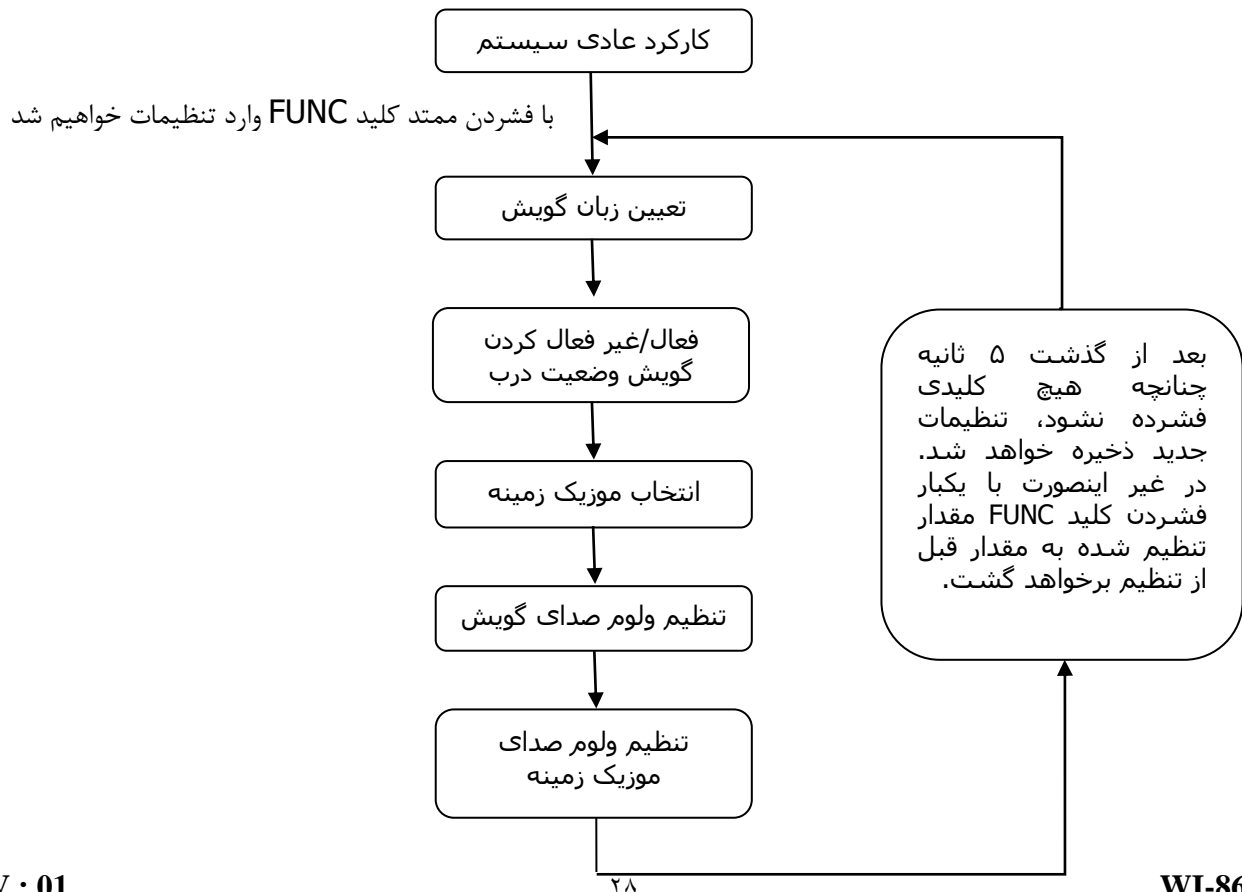 کارکرد عادی سیستم
با فشردن ممتد کلید FUNC وارد تنظیمات خواهیم شد
تعیین زبان گویش
فعال/غیر فعال کردن
گویش وضعیت درب
انتخاب موزیک زمینه
تنظیم ولوم صدای گویش
تنظیم ولوم صدای
موزیک زمینه
بعد از گذشت ۵ ثانیه
چنانچه هیچ کلیدی
فشرده نشود، تنظیمات
جدید ذخیره خواهد شد.
در غیر اینصورت با یکبار
فشردن کلید FUNC مقدار
تنظیم شده به مقدار قبل
از تنظیم برخواهد گشت.
: 01
۲۸
WI-86